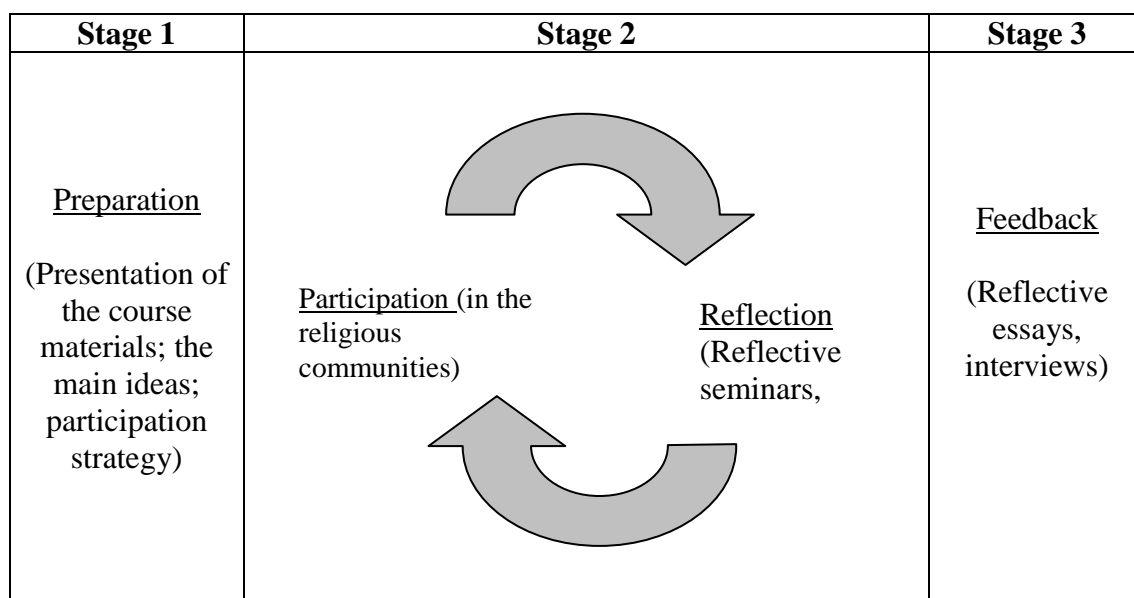 Stage 1
Stage 2
Stage 3
Preparation
(Presentation of
the course
materials; the
main ideas;
participation
strategy)
Participation (in the
religious
communities)
Reflection
(Reflective
seminars,
Feedback
(Reflective
essays,
interviews)